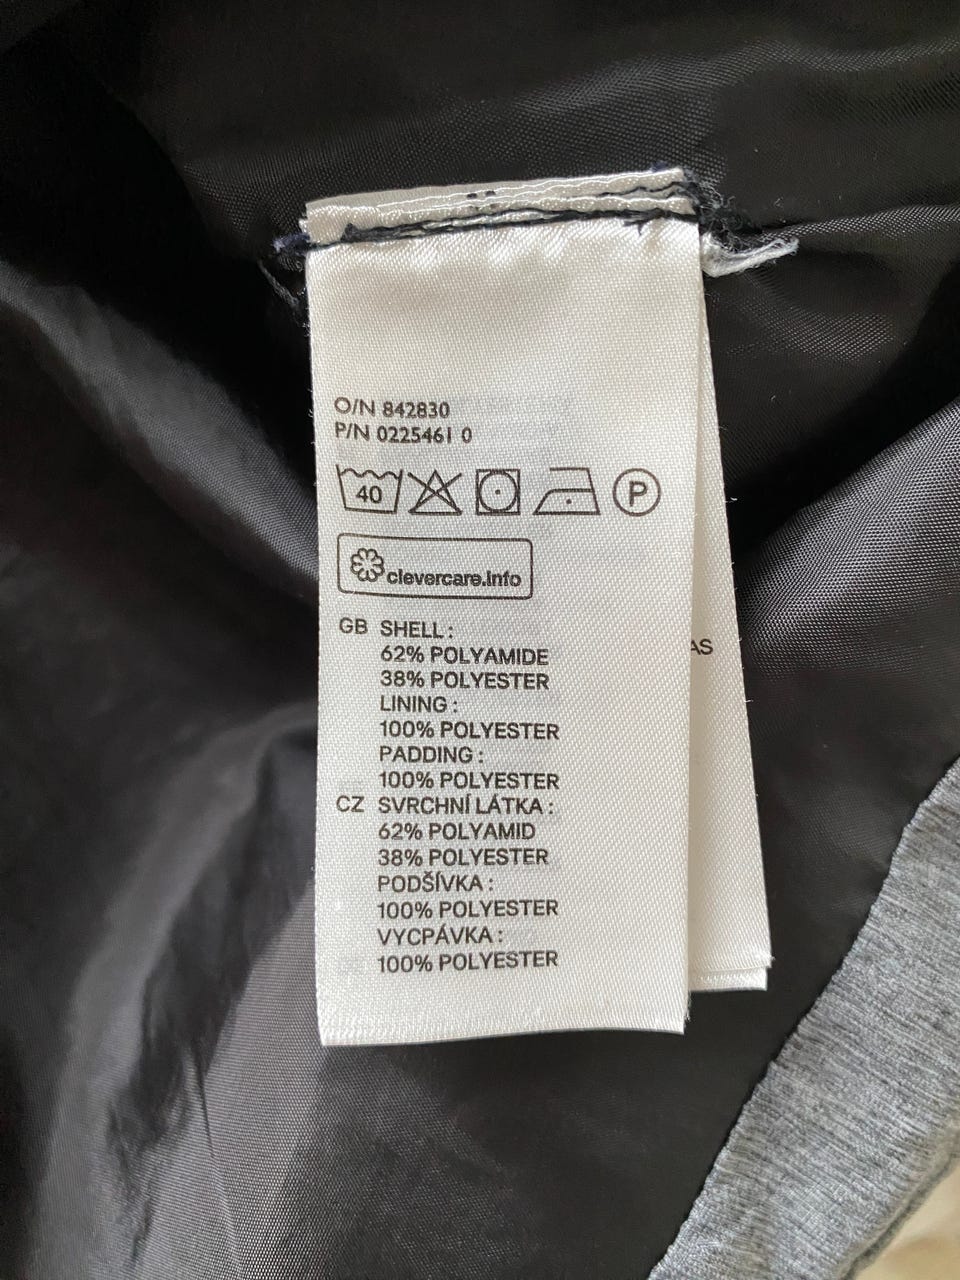 O/N 842830
P/N 0225461 0
40 P
clevercare.info
GB SHELL :
62% POLYAMIDE
38% POLYESTER
LINING :
100% POLYESTER
PADDING :
100% POLYESTER
CZ SVRCHNÍ LÁTKA :
62% POLYAMID
38% POLYESTER
PODŠÍVKA :
100% POLYESTER
VYCPÁVKA :
100% POLYESTER
AS